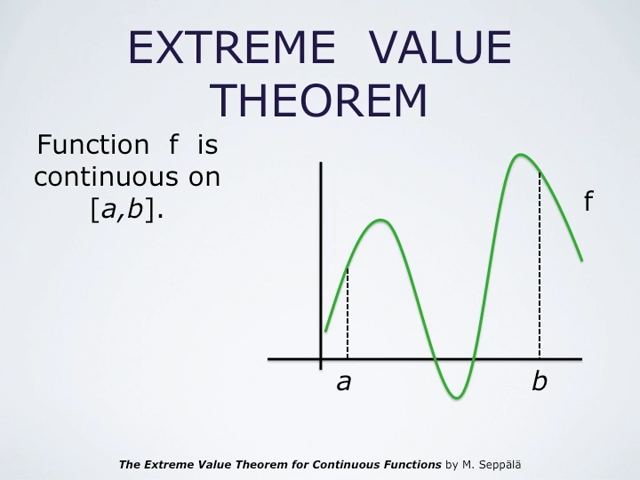 EXTREME VALUE
THEOREM
Function f is
continuous on
[a,b].
f
a
b
The Extreme Value Theorem for Continuous Functions by M. Seppälä